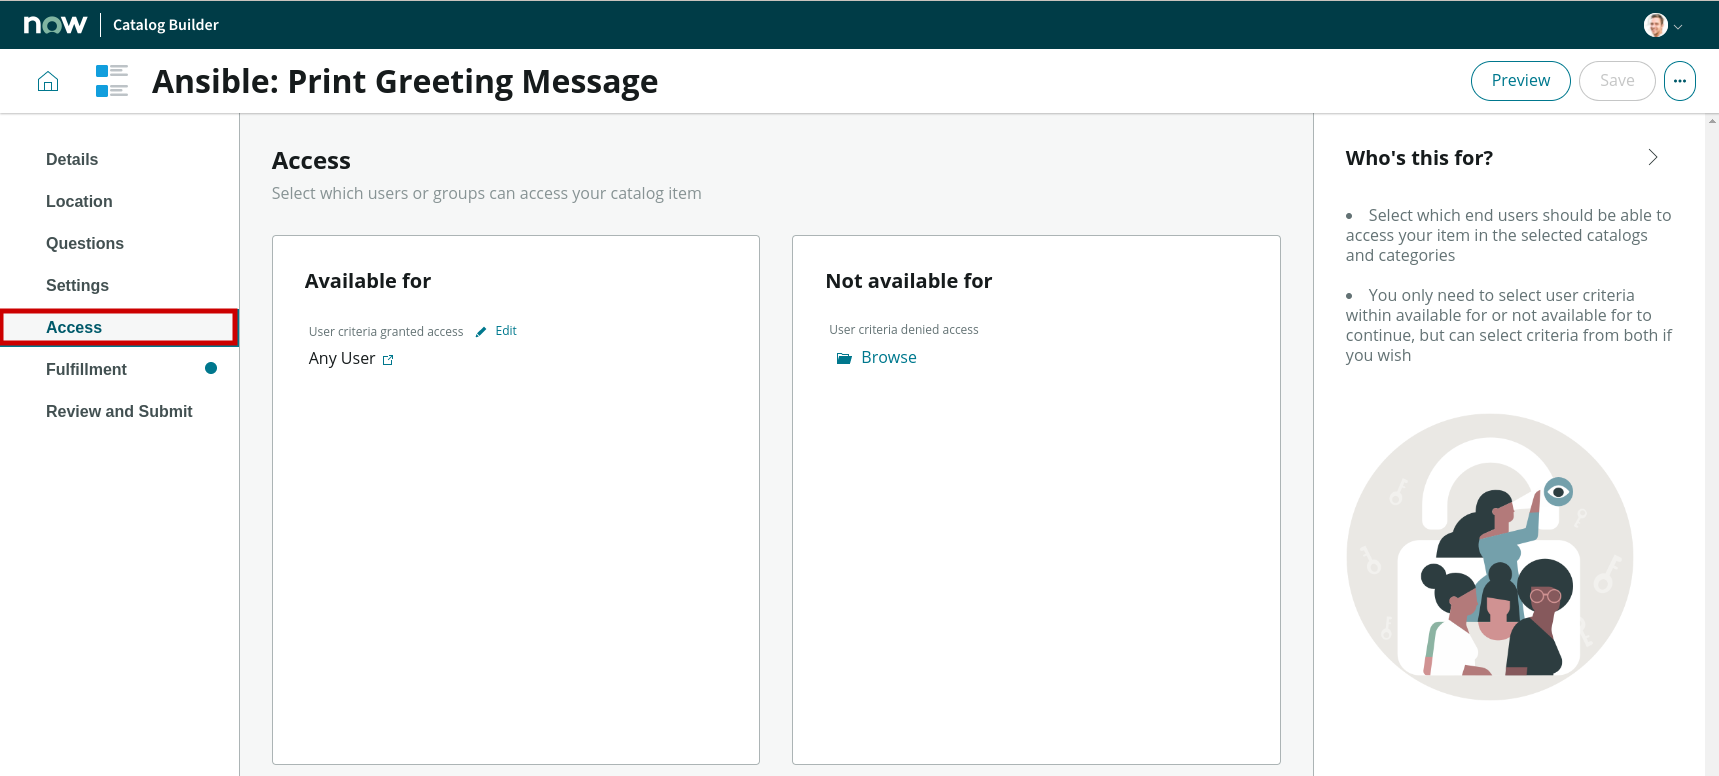 now Catalog Builder
Ansible: Print Greeting Message
Preview
Save
Details
Location
Questions
Settings
Access
Fulfillment
Review and Submit
Access
Select which users or groups can access your catalog item
Available for
User criteria granted access Edit
Any User
Not available for
User criteria denied access
Browse
Who's this for?
• Select which end users should be able to
access your item in the selected catalogs
and categories
• You only need to select user criteria
within available for or not available for to
continue, but can select criteria from both if
you wish